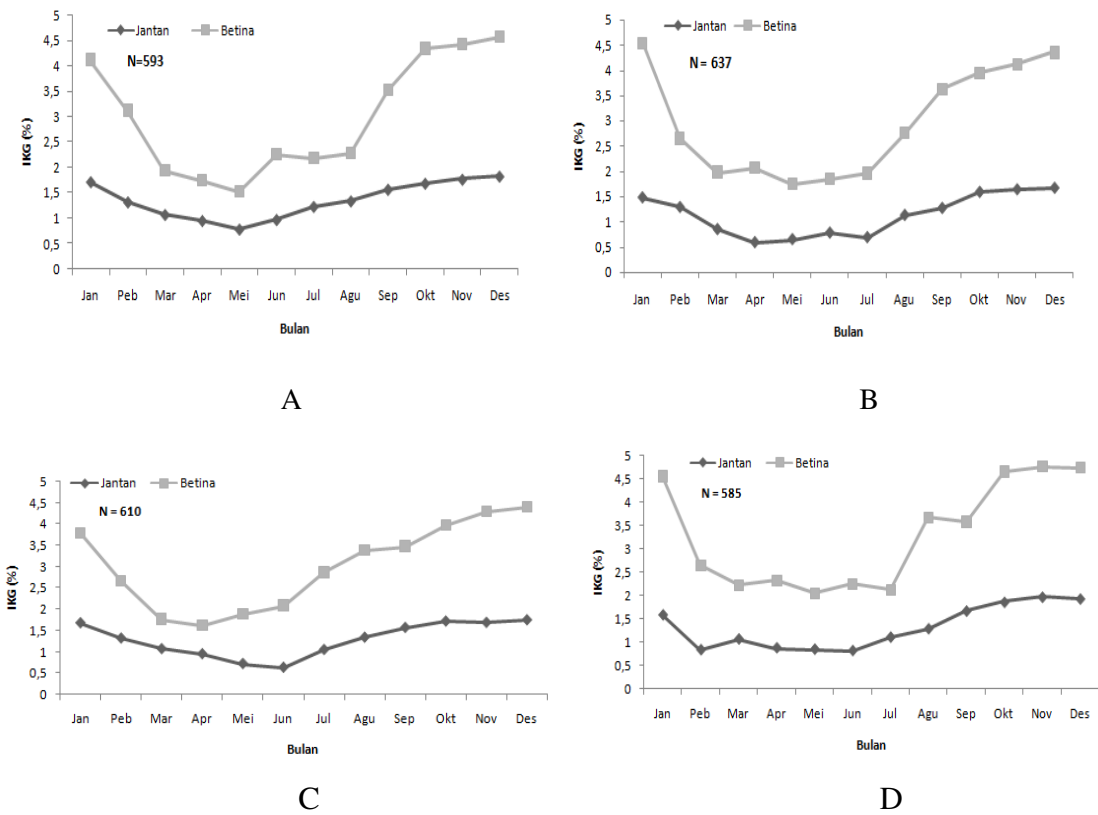 Jantan Betina
N=593
IKG (%)
5
4,5
4
3,5
3
2,5
2
1,5
1
0,5
0
Jan Peb Mar Apr Mei Jun Jul Agu Sep Okt Nov Des
Bulan
A
Jantan Betina
N = 637
IKG (%)
5
4,5
4
3,5
3
2,5
2
1,5
1
0,5
0
Jan Peb Mar Apr Mei Jun Jul Agu Sep Okt Nov Des
Bulan
B
Jantan Betina
N = 610
IKG (%)
5
4,5
4
3,5
3
2,5
2
1,5
1
0,5
0
Jan Peb Mar Apr Mei Jun Jul Agu Sep Okt Nov Des
Bulan
C
Jantan Betina
N = 585
IKG (%)
5
4,5
4
3,5
3
2,5
2
1,5
1
0,5
0
Jan Peb Mar Apr Mei Jun Jul Agu Sep Okt Nov Des
Bulan
D